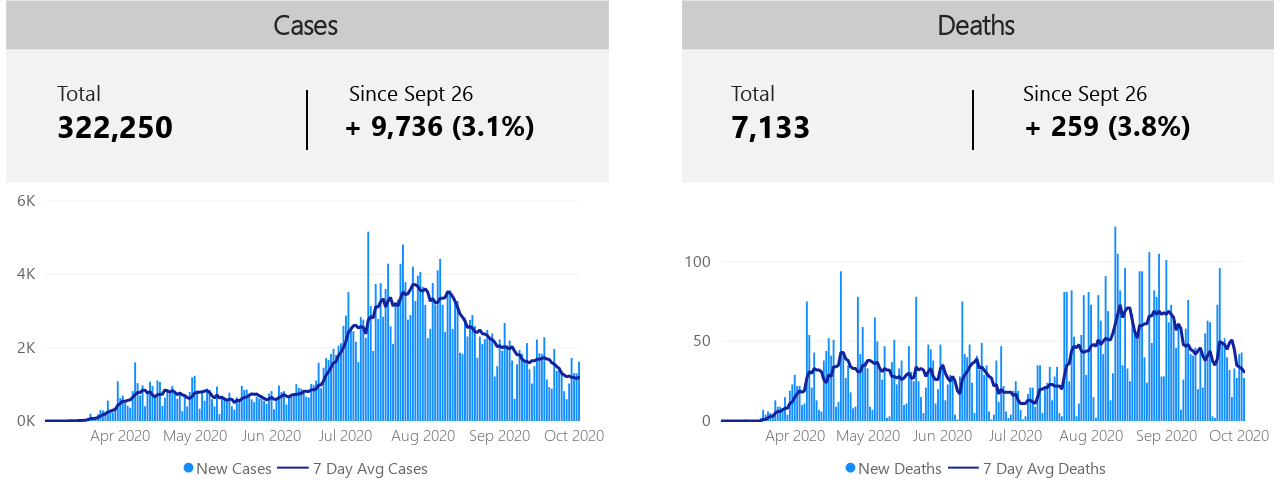 Cases
Total
322,250
Since Sept 26
+ 9,736 (3.1%)
6K
4K
2K
0K
Apr 2020 May 2020 Jun 2020 Jul 2020 Aug 2020 Sep 2020 Oct 2020
New Cases 7 Day Avg Cases
Deaths
Total
7,133
Since Sept 26
+ 259 (3.8%)
100
50
0
Apr 2020 May 2020 Jun 2020 Jul 2020 Aug 2020 Sep 2020 Oct 2020
New Deaths 7 Day Avg Deaths